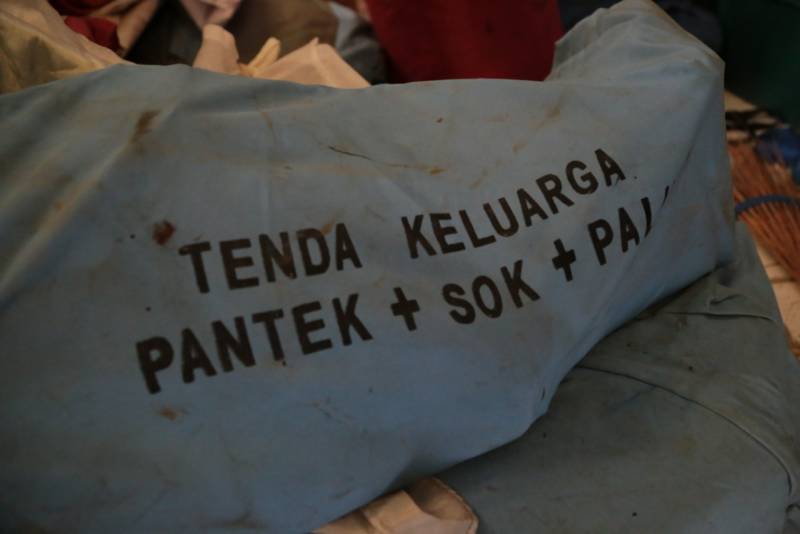 TENDA KELUARGA
PANTEK + SOK +